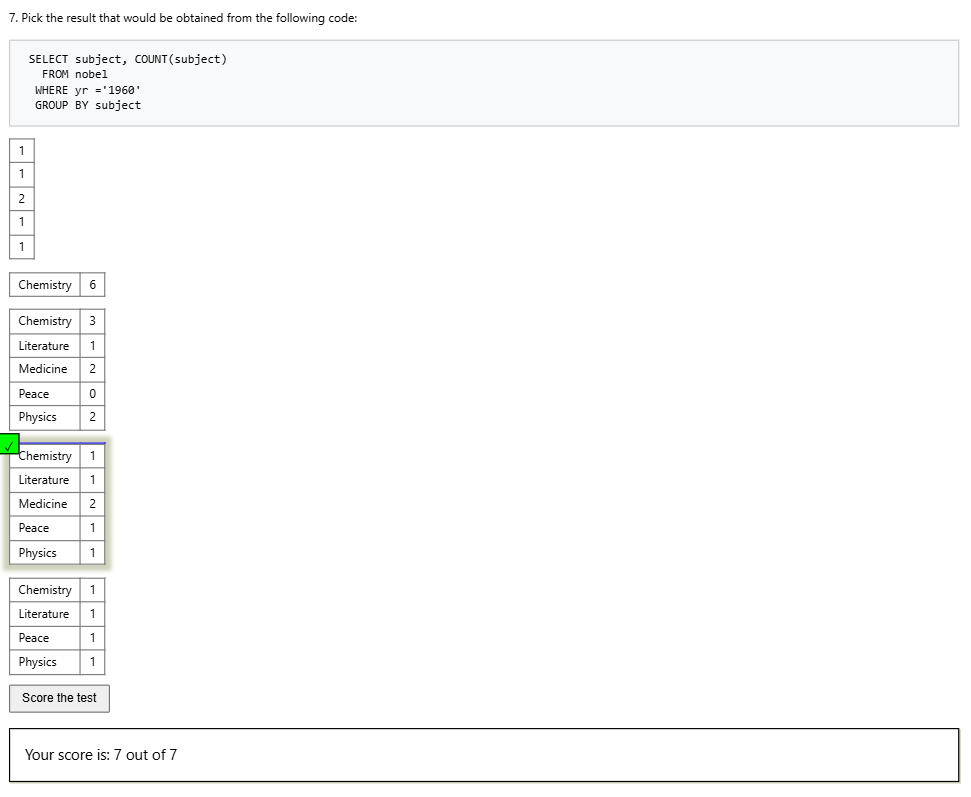 7. Pick the result that would be obtained from the following code:
SELECT subject, COUNT(subject)
FROM nobel
WHERE yr ='1960'
GROUP BY subject
1
1
2
1
1
Chemistry 6
Chemistry 3
Literature 1
Medicine 2
Peace 0
Physics 2
✓
Chemistry 1
Literature 1
Medicine 2
Peace 1
Physics 1
Chemistry 1
Literature 1
Peace 1
Physics 1
Score the test
Your score is: 7 out of 7